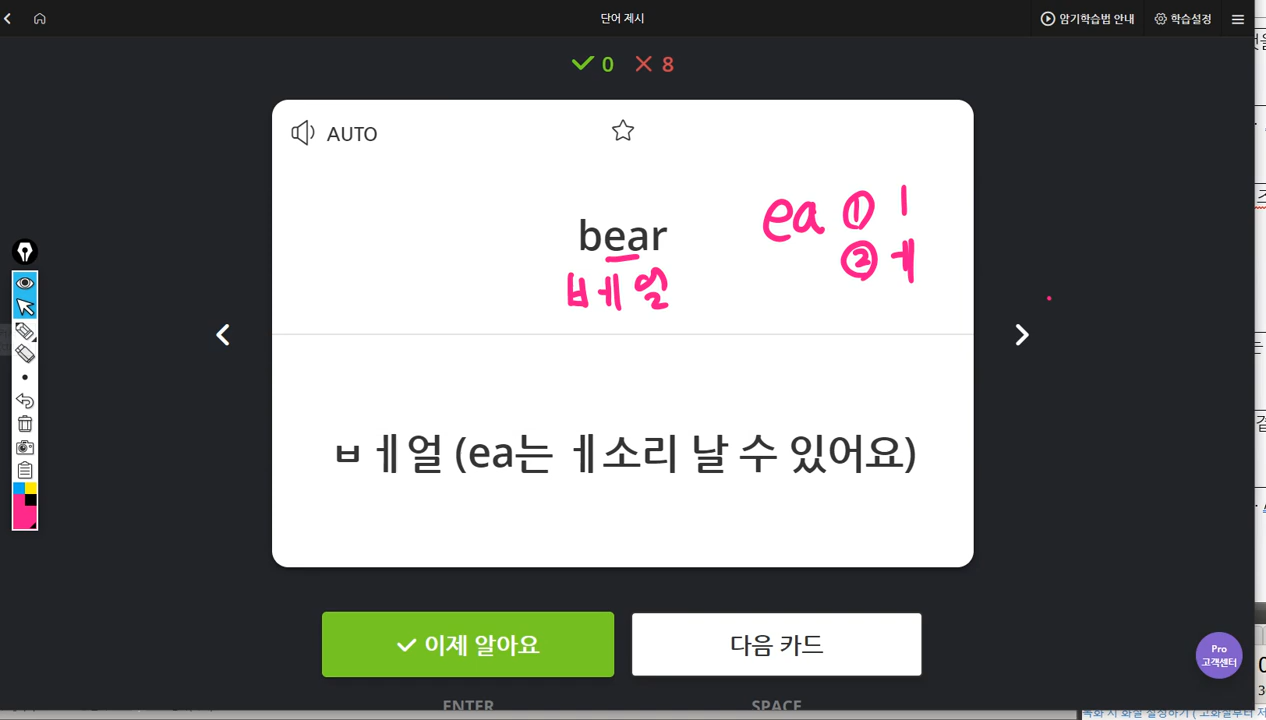 단어 제시
암기학습법 안내
학습설정
0 8
AUTO
bear
ea ① ㅣ
② ㅔ
ㅂㅔ얼
ㅂㅔ얼 (ea는 ㅔ소리 날 수 있어요)
이제 알아요
다음 카드
Pro
고객센터
ENTER
SPACE